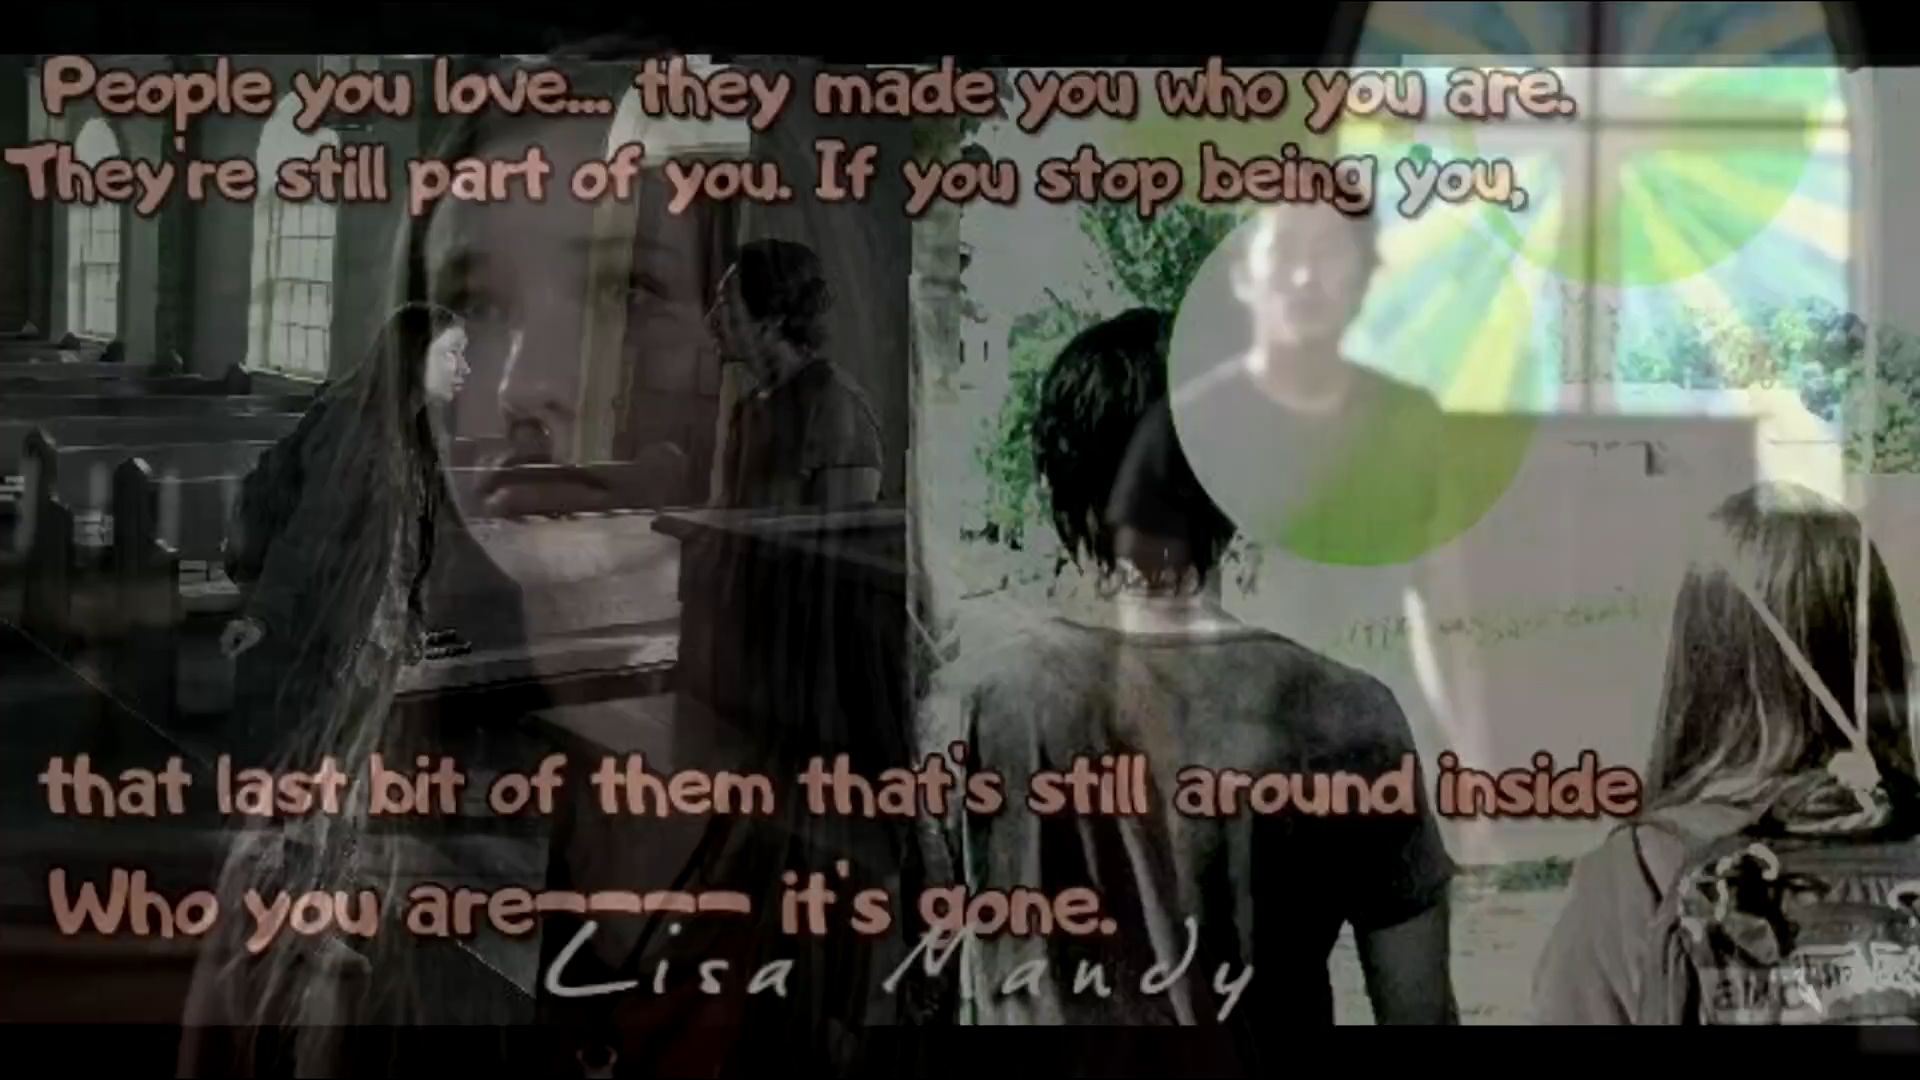 People you love... they made you who you are.
They're still part of you. If you stop being you,
that last bit of them that's still around inside
Who you are----- it's gone.
Lisa Mandy
amc